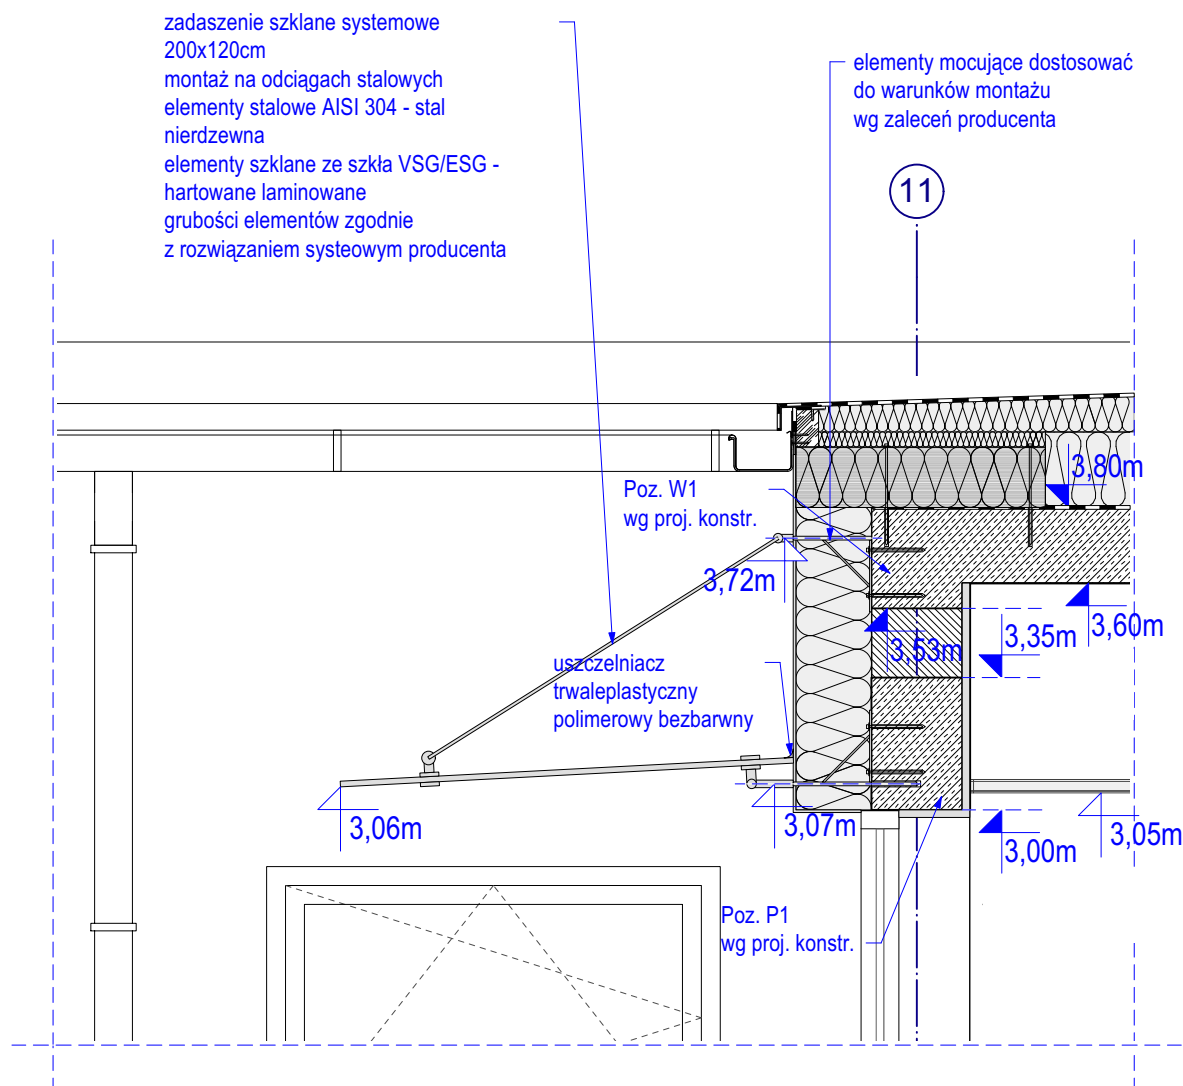 zadaszenie szklane systemowe
200x120cm
montaż na odciągach stalowych
elementy stalowe AISI 304 - stal
nierdzewna
elementy szklane ze szkła VSG/ESG -
hartowane laminowane
grubości elementów zgodnie
z rozwiązaniem systeowym producenta
elementy mocujące dostosować
do warunków montażu
wg zaleceń producenta
11
3,80m
Poz. W1
wg proj. konstr.
3,72m
3,60m
3,35m
3,53m
uszczelniacz
trwaleplastyczny
polimerowy bezbarwny
3,06m
3,07m
3,05m
3,00m
Poz. P1
wg proj. konstr.